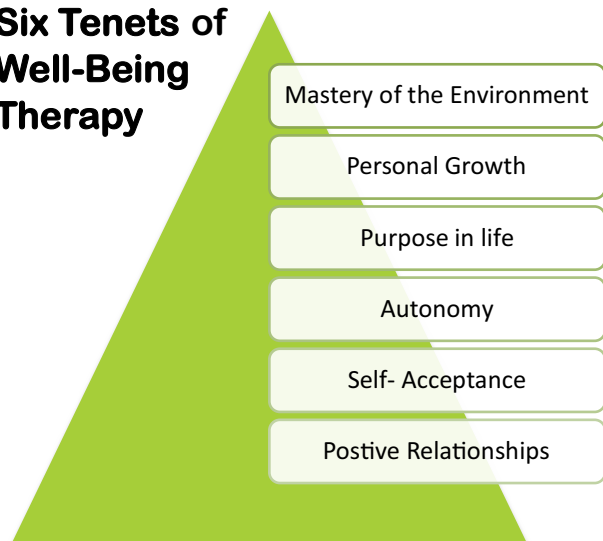 Six Tenets of
Well-Being
Therapy
Mastery of the Environment
Personal Growth
Purpose in life
Autonomy
Self- Acceptance
Postive Relationships